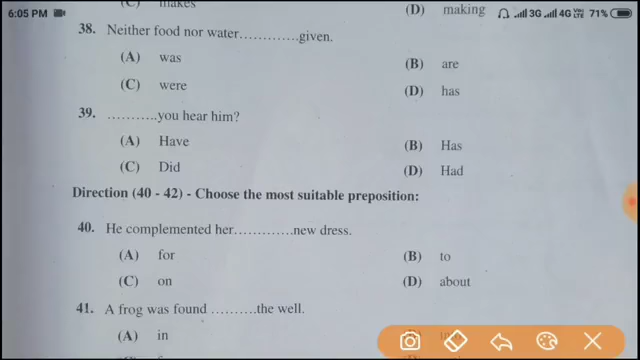 6:05 PM 3G 4G VoLTE 71%
(C) makes (D) making
38. Neither food nor water............given.
(A) was (B) are
(C) were (D) has
39. ..........you hear him?
(A) Have (B) Has
(C) Did (D) Had
Direction (40 - 42) - Choose the most suitable preposition:
40. He complemented her............new dress.
(A) for (B) to
(C) on (D) about
41. A frog was found .........the well.
(A) in